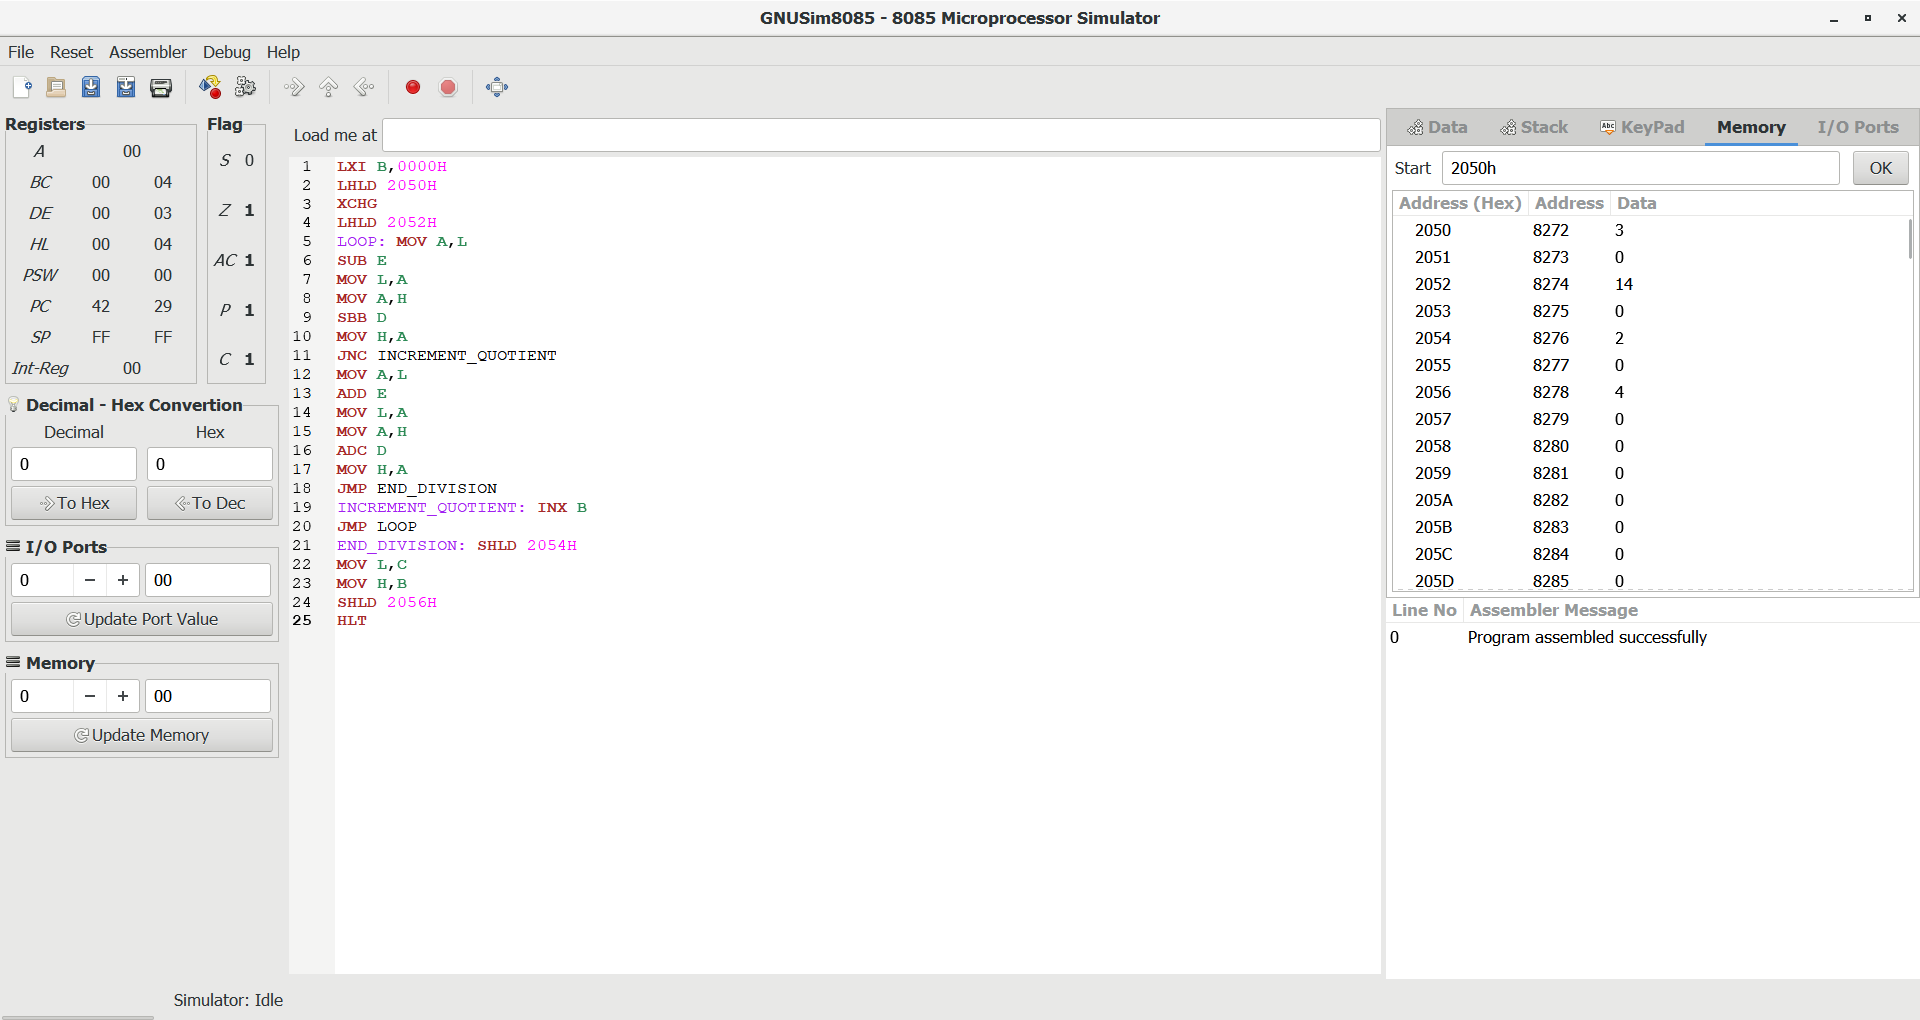 GNUSim8085 - 8085 Microprocessor Simulator
File Reset Assembler Debug Help
Registers
A 00
BC 00 04
DE 00 03
HL 00 04
PSW 00 00
PC 42 29
SP FF FF
Int-Reg 00
Flag
S 0
Z 1
AC 1
P 1
C 1
Decimal - Hex Convertion
Decimal Hex
0 0
To Hex To Dec
I/O Ports
0 − + 00
Update Port Value
Memory
0 − + 00
Update Memory
Load me at
1 LXI B,0000H
2 LHLD 2050H
3 XCHG
4 LHLD 2052H
5 LOOP: MOV A,L
6 SUB E
7 MOV L,A
8 MOV A,H
9 SBB D
10 MOV H,A
11 JNC INCREMENT_QUOTIENT
12 MOV A,L
13 ADD E
14 MOV L,A
15 MOV A,H
16 ADC D
17 MOV H,A
18 JMP END_DIVISION
19 INCREMENT_QUOTIENT: INX B
20 JMP LOOP
21 END_DIVISION: SHLD 2054H
22 MOV L,C
23 MOV H,B
24 SHLD 2056H
25 HLT
Data Stack Abc KeyPad Memory I/O Ports
Start 2050h OK
Address (Hex) Address Data
2050 8272 3
2051 8273 0
2052 8274 14
2053 8275 0
2054 8276 2
2055 8277 0
2056 8278 4
2057 8279 0
2058 8280 0
2059 8281 0
205A 8282 0
205B 8283 0
205C 8284 0
205D 8285 0
Line No Assembler Message
0 Program assembled successfully
Simulator: Idle